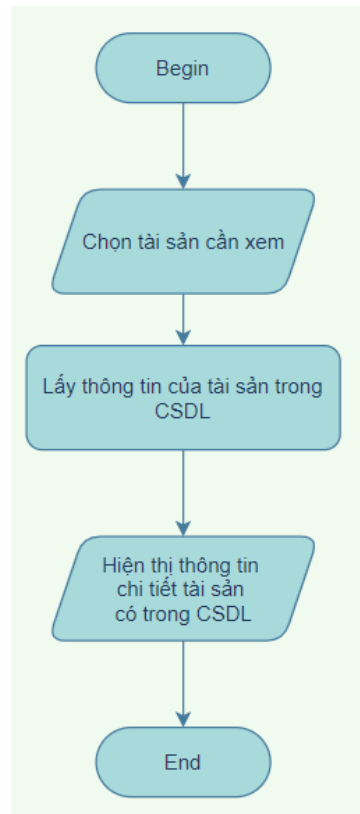 Begin
Chọn tài sản cần xem
Lấy thông tin của tài sản trong
CSDL
Hiện thị thông tin
chi tiết tài sản
có trong CSDL
End